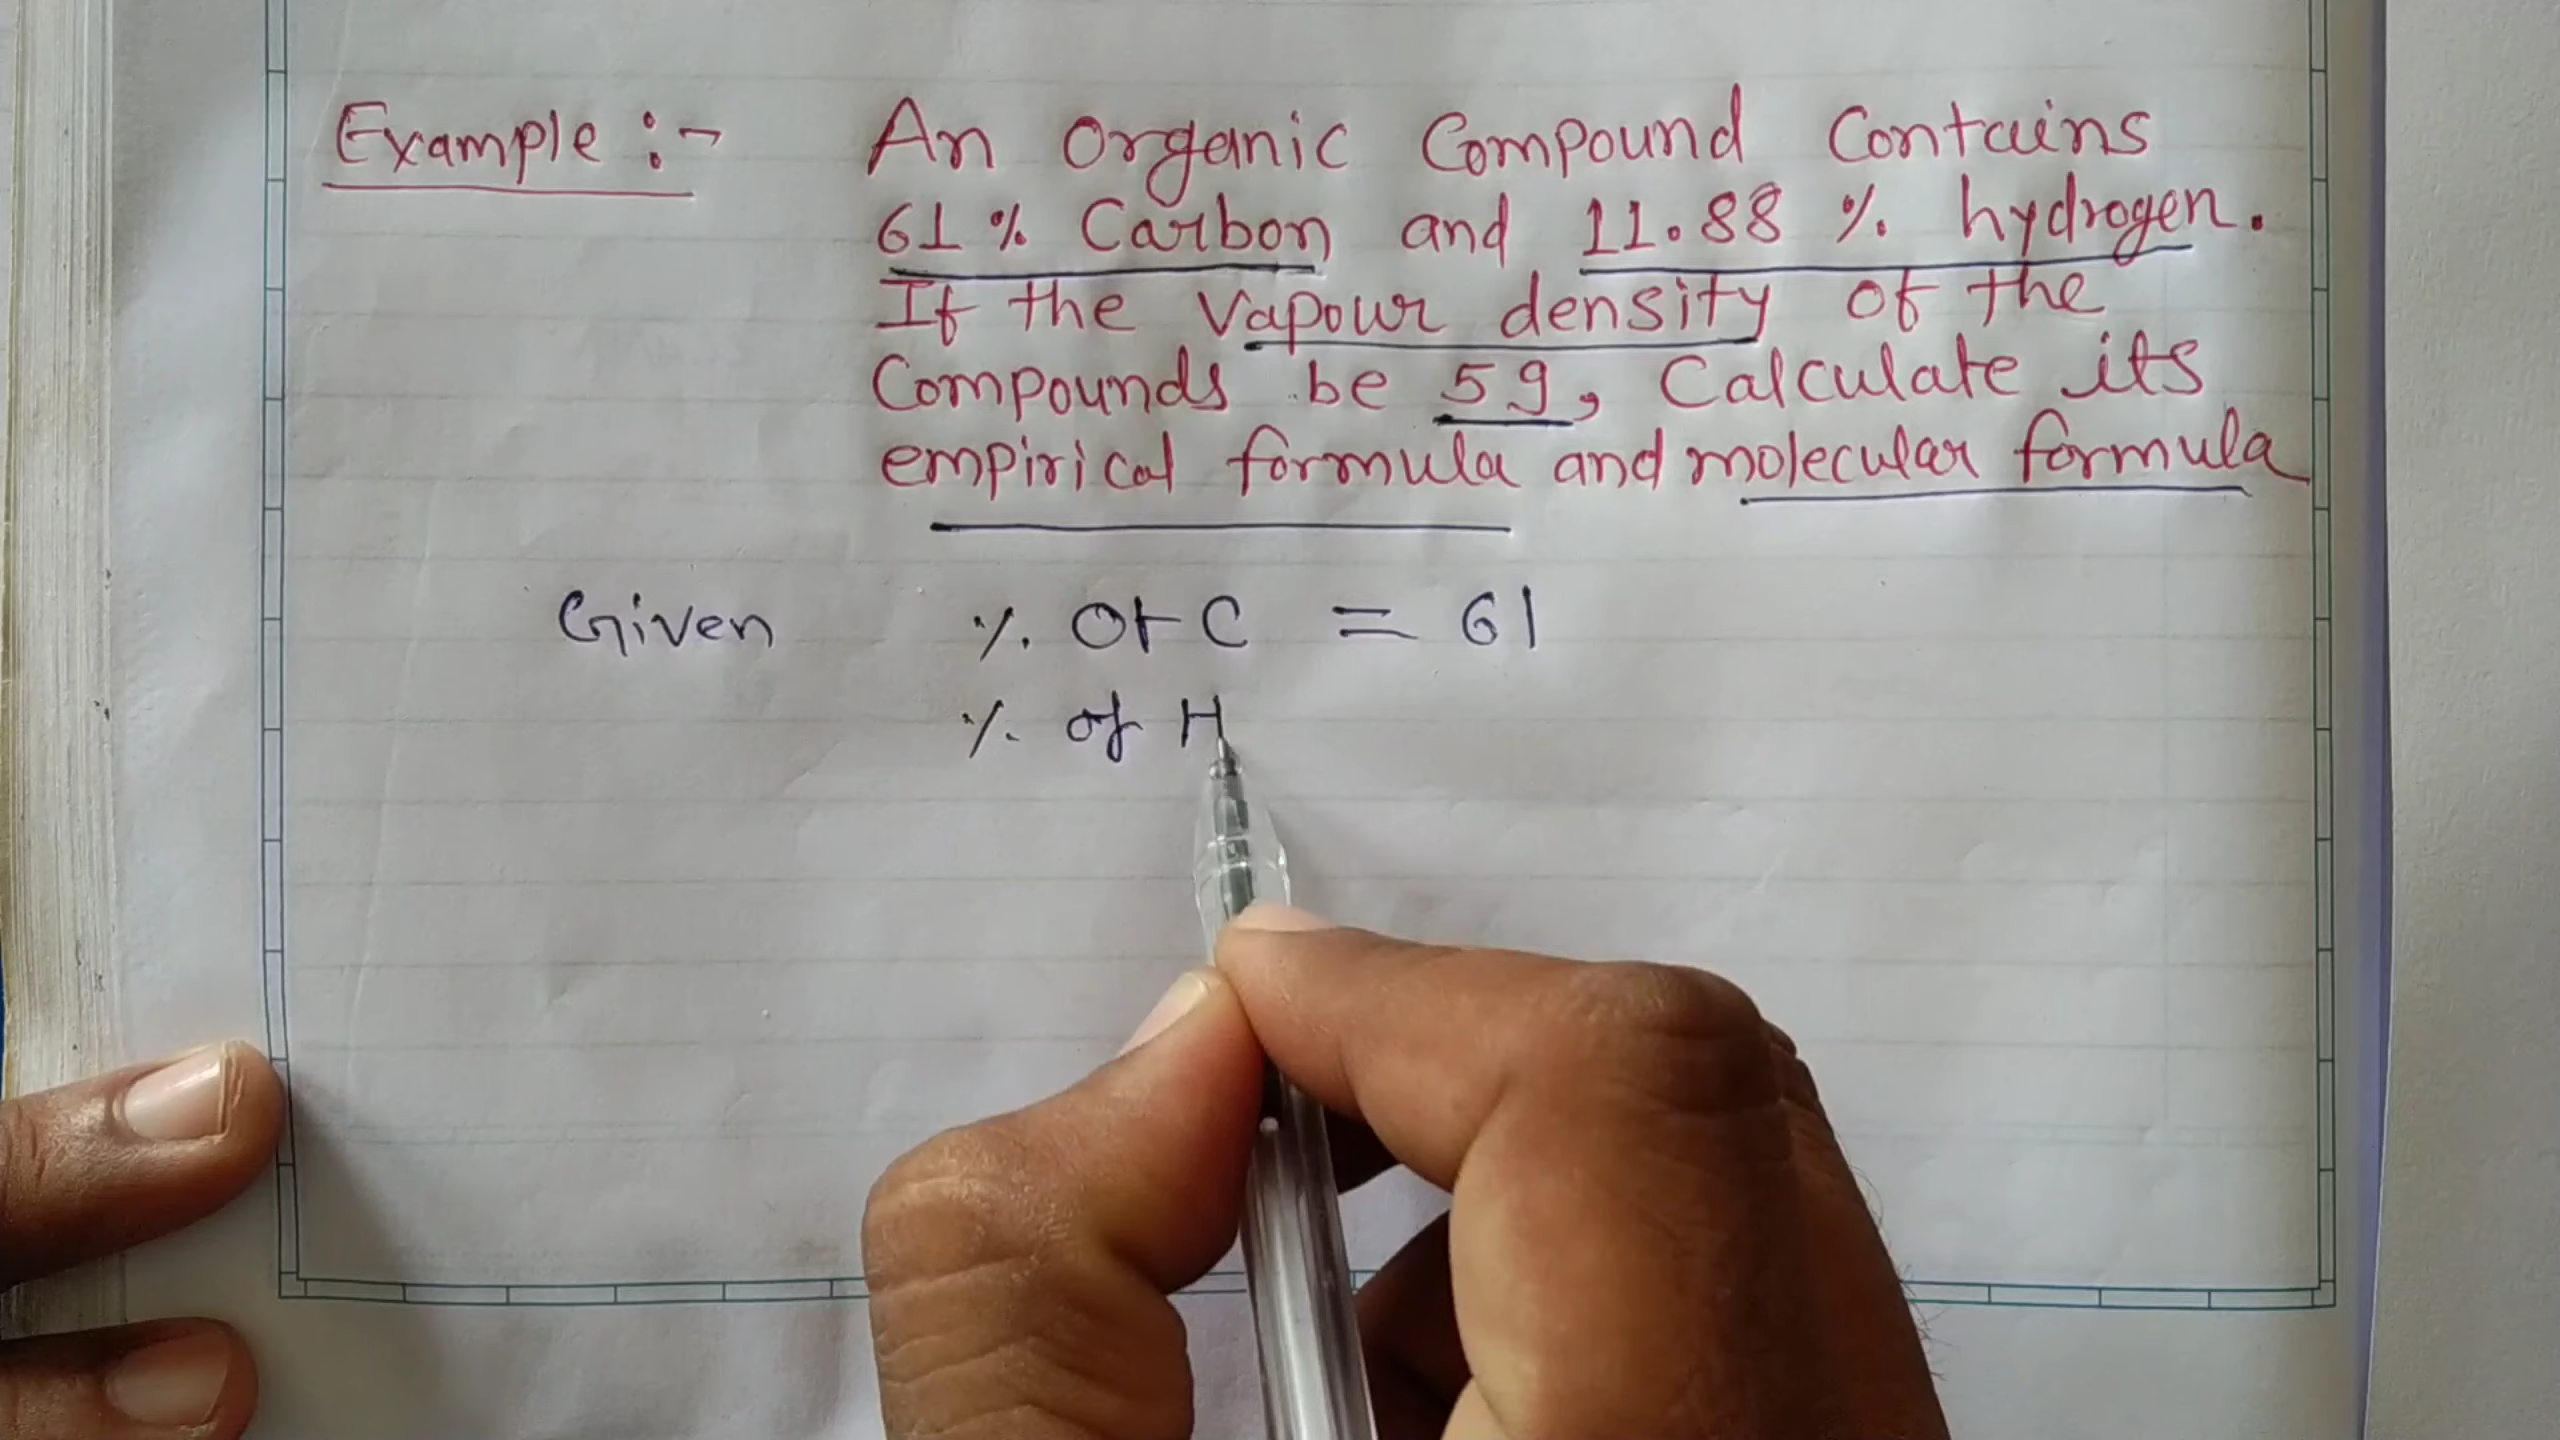 Example :- An Organic Compound Contains
61 % Carbon and 11.88 % hydrogen.
If the Vapour density of the
Compounds be 59, Calculate its
empirical formula and molecular formula
Given % Of C = 61
% of H